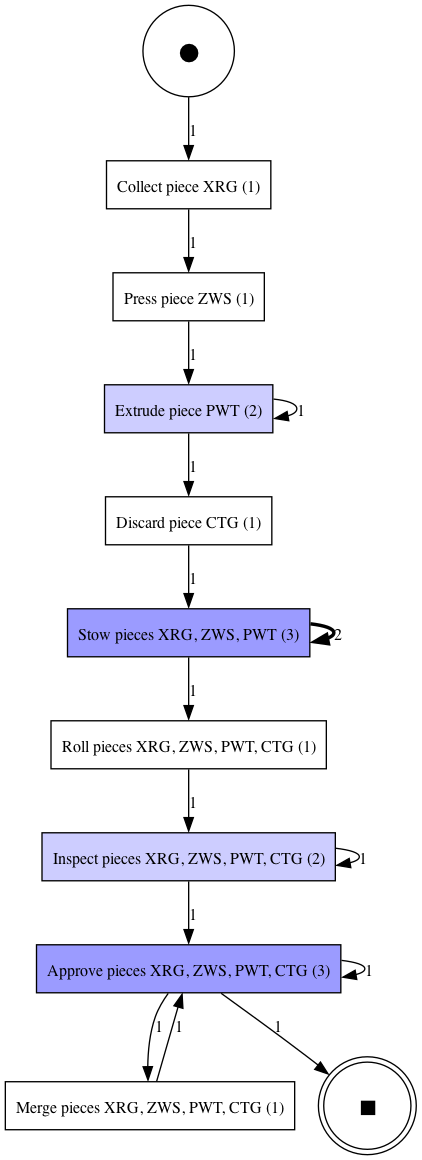 1
Collect piece XRG (1)
1
Press piece ZWS (1)
1
Extrude piece PWT (2)
1
1
Discard piece CTG (1)
1
Stow pieces XRG, ZWS, PWT (3)
2
1
Roll pieces XRG, ZWS, PWT, CTG (1)
1
Inspect pieces XRG, ZWS, PWT, CTG (2)
1
1
Approve pieces XRG, ZWS, PWT, CTG (3)
1
1
1
1
Merge pieces XRG, ZWS, PWT, CTG (1)